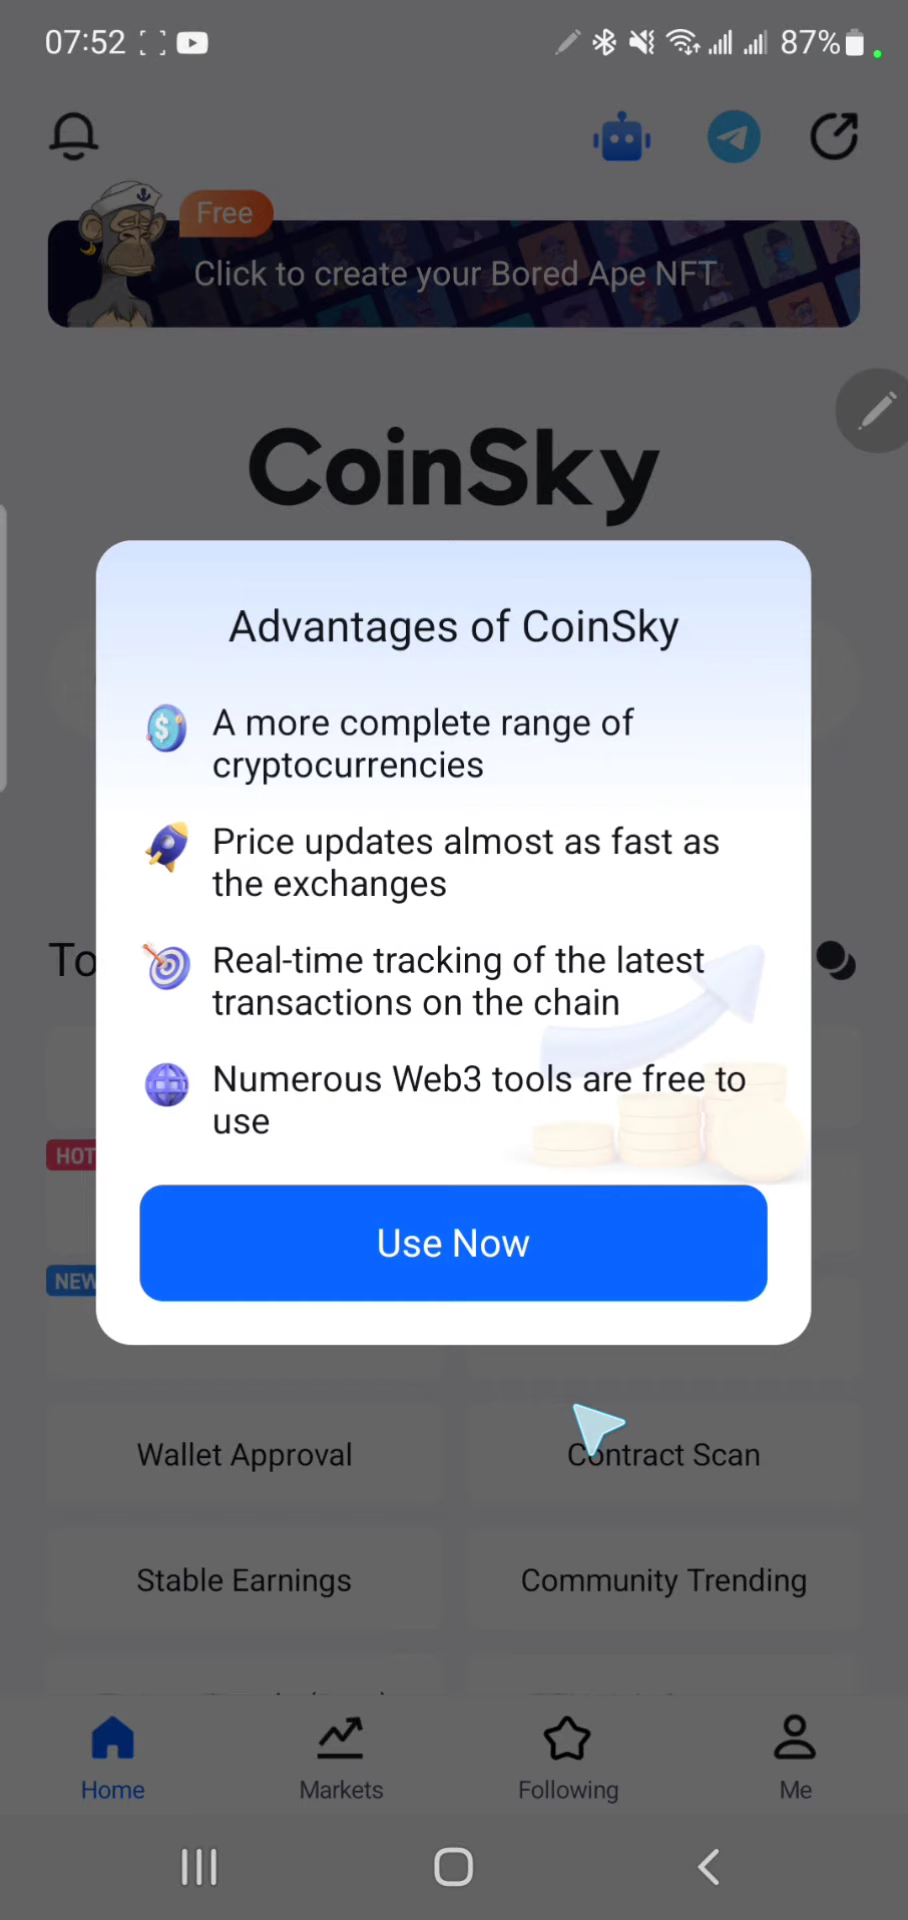 07:52
87%
Free
Click to create your Bored Ape NFT
CoinSky
Advantages of CoinSky
A more complete range of
cryptocurrencies
Price updates almost as fast as
the exchanges
Real-time tracking of the latest
transactions on the chain
Numerous Web3 tools are free to
use
Use Now
To
HOT
NEW
Wallet Approval
Contract Scan
Stable Earnings
Community Trending
Home
Markets
Following
Me